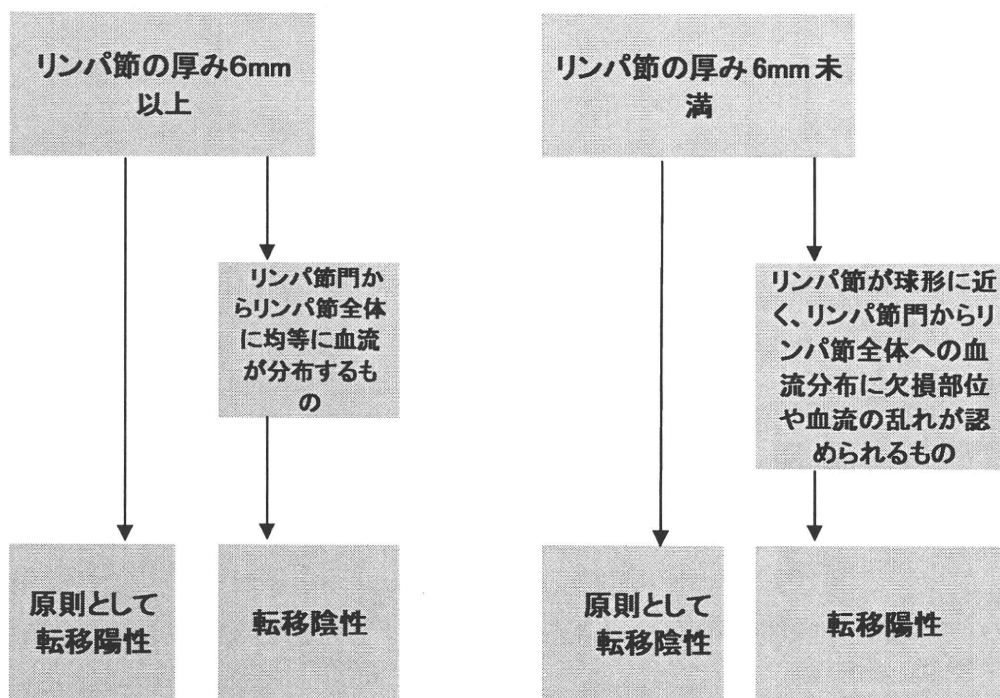 リンパ節の厚み6mm
以上
リンパ節門か
らリンパ節全体
に均等に血流
が分布するも
の
原則として
転移陽性
転移陰性
リンパ節の厚み6mm未
満
リンパ節が球形に近
く、リンパ節門からリ
ンパ節全体への血
流分布に欠損部位
や血流の乱れが認
められるもの
原則として
転移陰性
転移陽性